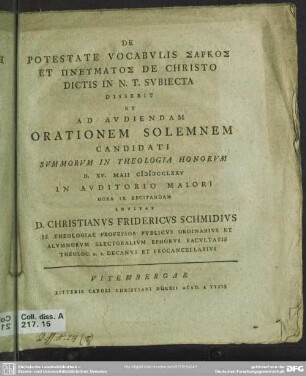 DE
POTESTATE VOCABVLIS ΣΑΡΚΟΣ
ET ΠΝΕΥΜΑΤΟΣ DE CHRISTO
DICTIS IN N. T. SVBIECTA
DISSERIT
ET
AD AVDIENDAM
ORATIONEM SOLEMNEM
CANDIDATI
SVMMORVM IN THEOLOGIA HONORVM
D. XV. MAII CIↃIↃCCLXXV
IN AVDITORIO MAIORI
HORA IX RECITANDAM
INVITAT
D. CHRISTIANVS FRIDERICVS SCHMIDIVS
SS. THEOLOGIAE PROFESSOR PVBLICVS ORDINARIVS ET
ALVMNORVM ELECTORALIVM EPHORVS FACVLTATIS
THEOLOG. DECANVS ET PROCANCELLARIVS
VITEMBERGAE
LITTERIS CAROLI CHRISTIANI DÜRRII ACAD. A TYPIS
Coll. diss. A
217. 16